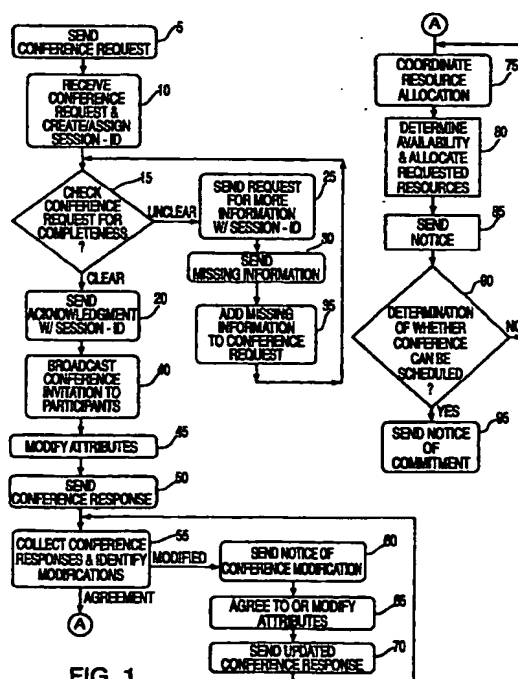 5
SEND
CONFERENCE REQUEST
10
RECEIVE
CONFERENCE
REQUEST &
CREATE/ASSIGN
SESSION - ID
15
CHECK
CONFERENCE
REQUEST FOR
COMPLETENESS
?
UNCLEAR
CLEAR
25
SEND REQUEST
FOR MORE
INFORMATION
W/ SESSION - ID
30
SEND
MISSING INFORMATION
35
ADD MISSING
INFORMATION
TO CONFERENCE
REQUEST
20
SEND
ACKNOWLEDGMENT
W/ SESSION - ID
40
BROADCAST
CONFERENCE
INVITATION TO
PARTICIPANTS
45
MODIFY ATTRIBUTES
50
SEND
CONFERENCE RESPONSE
55
COLLECT CONFERENCE
RESPONSES & IDENTIFY
MODIFICATIONS
MODIFIED
AGREEMENT
A
60
SEND NOTICE OF
CONFERENCE MODIFICATION
65
AGREE TO OR MODIFY
ATTRIBUTES
70
SEND UPDATED
CONFERENCE RESPONSE
A
75
COORDINATE
RESOURCE
ALLOCATION
80
DETERMINE
AVAILABILITY
& ALLOCATE
REQUESTED
RESOURCES
85
SEND
NOTICE
90
DETERMINATION
OF WHETHER
CONFERENCE
CAN BE
SCHEDULED
?
NO
YES
95
SEND NOTICE
OF
COMMITMENT
FIG. 1